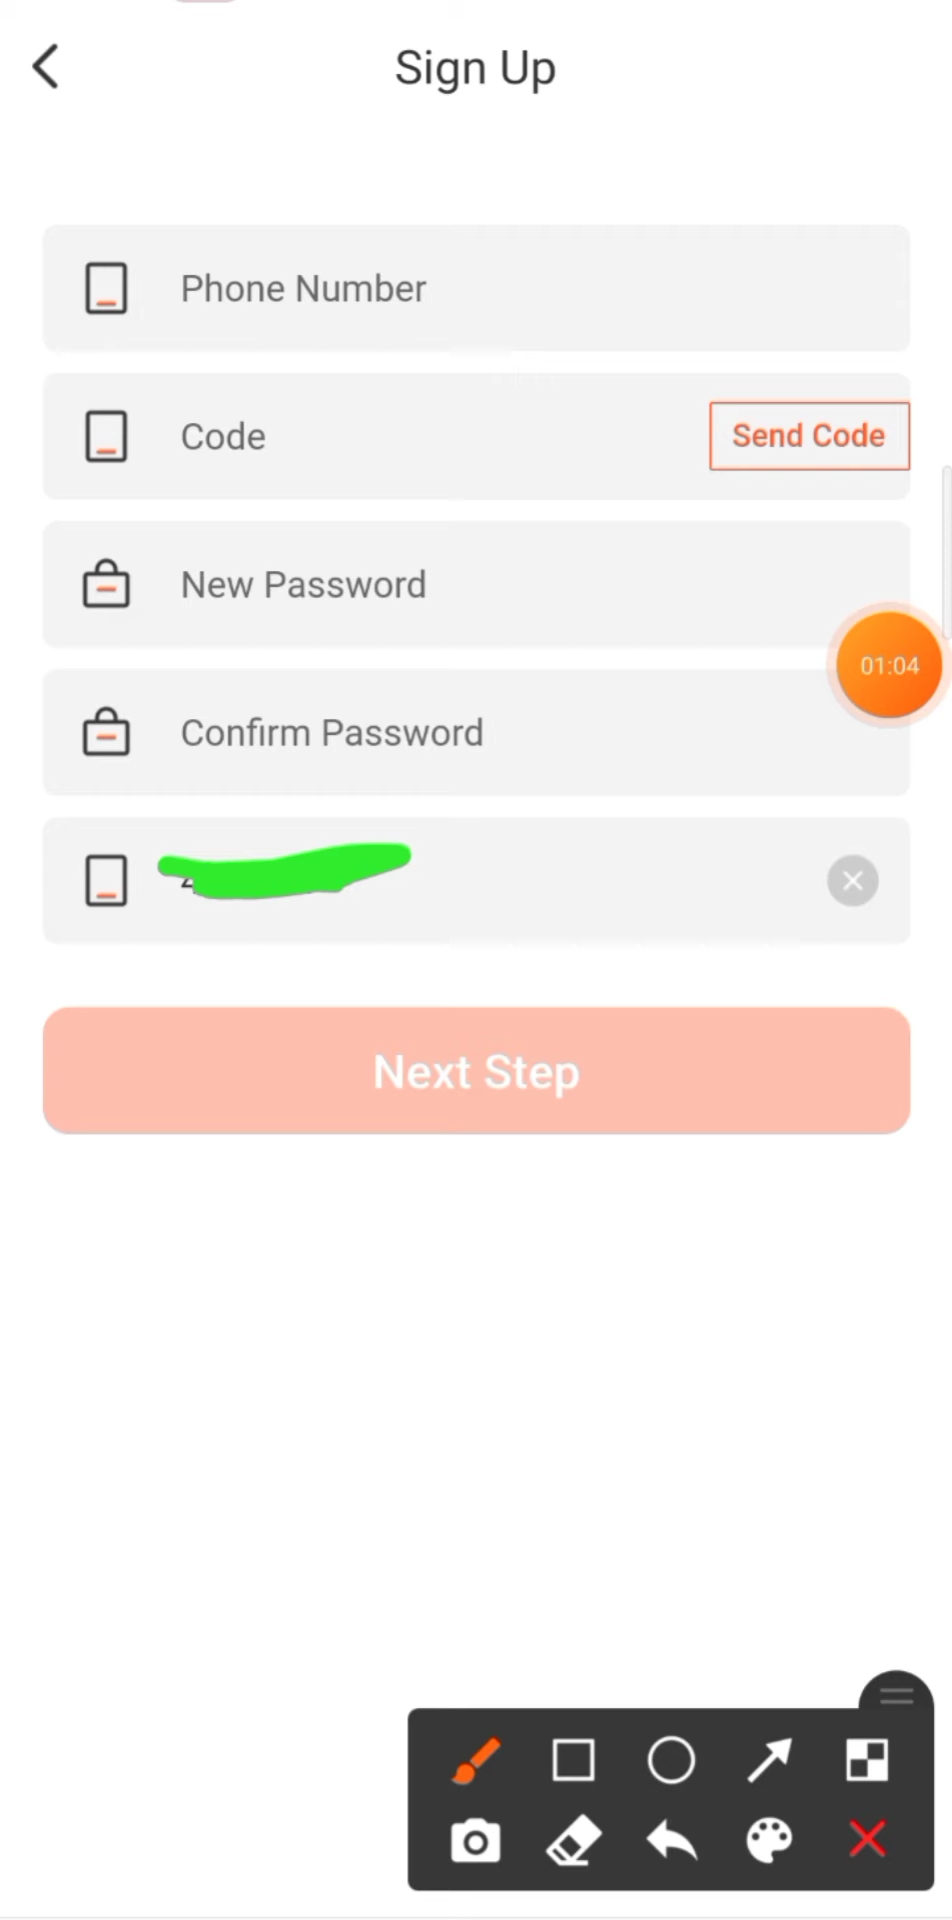 Sign Up
Phone Number
Code
Send Code
New Password
01:04
Confirm Password
Next Step